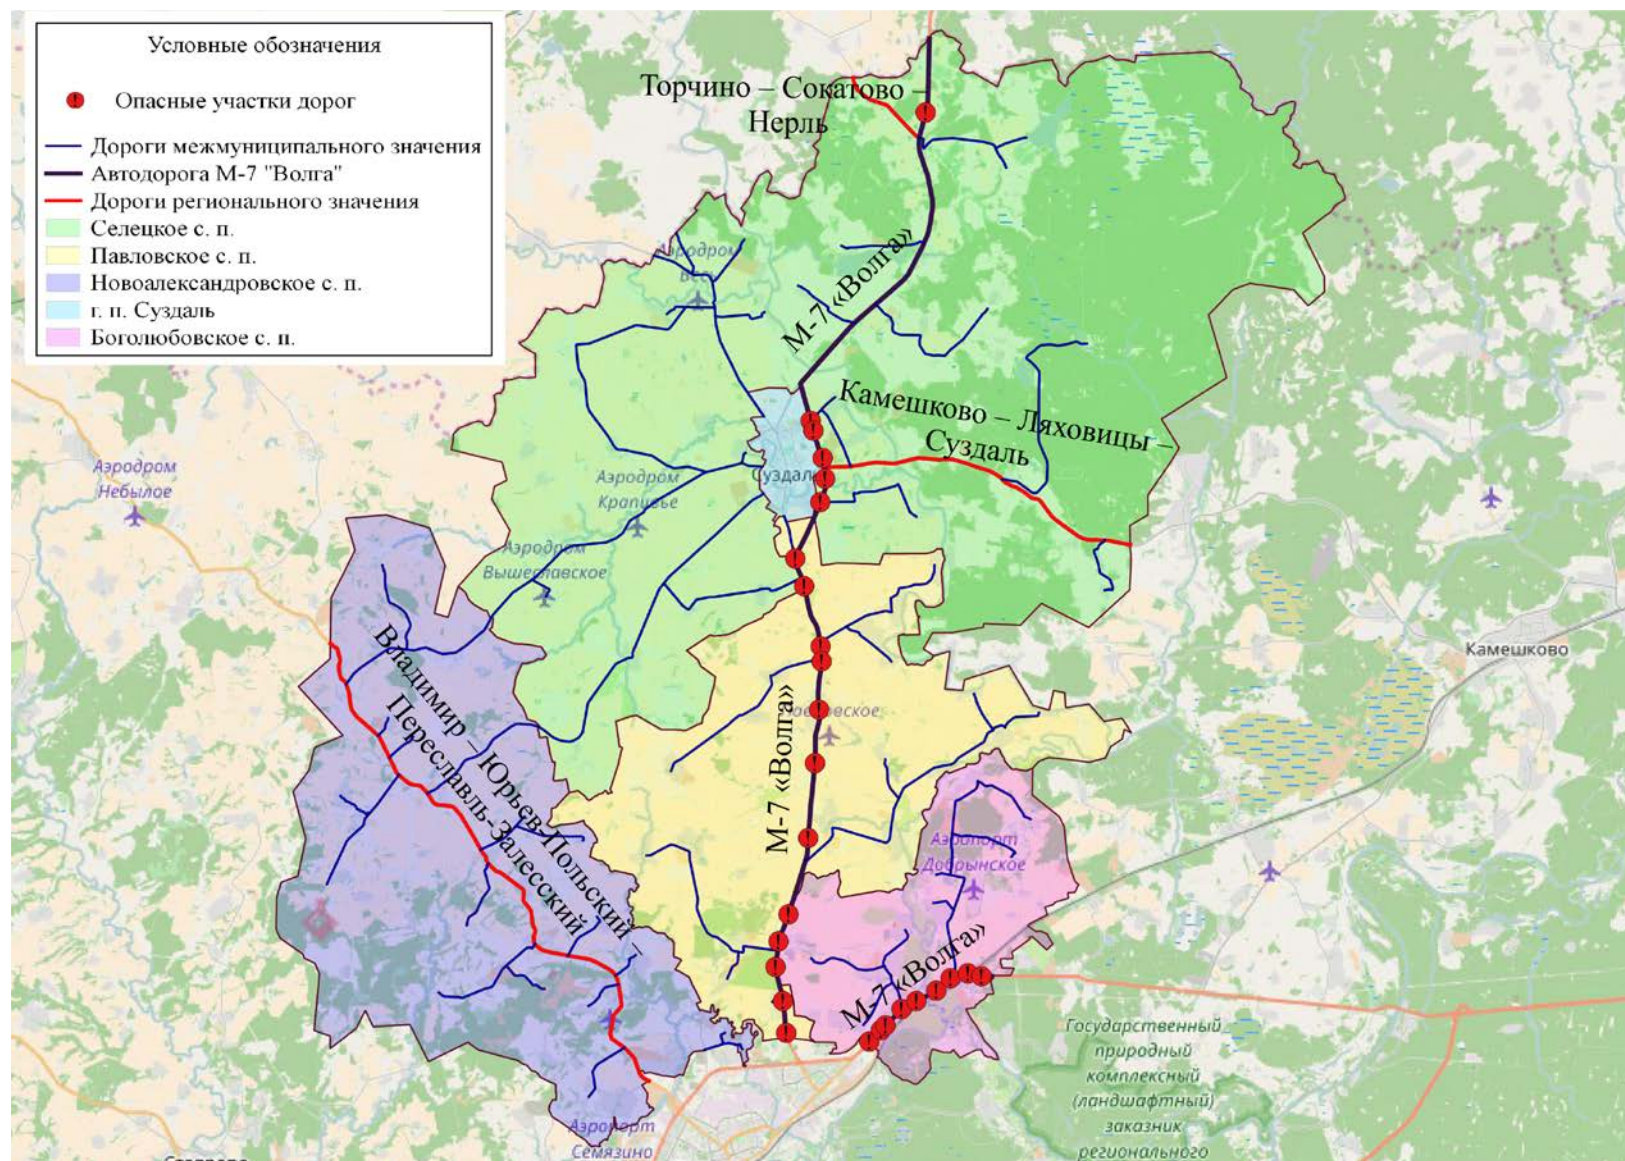 Условные обозначения
Опасные участки дорог
Дороги межмуниципального значения
Автодорога М-7 "Волга"
Дороги регионального значения
Селецкое с. п.
Павловское с. п.
Новоалександровское с. п.
г. п. Суздаль
Боголюбовское с. п.
Торчино – Сокатово –
Нерль
Аэродром
М-7 «Волга»
Камешково – Ляховицы –
Суздаль
Аэродром
Небылое
Аэродром
Крапивье
Суздаль
Аэродром
Вышеславское
Камешково
Владимир – Юрьев-Польский –
Переславль-Залесский
М-7 «Волга»
Аэропорт
Добрынское
М-7 «Волга»
Государственный
природный
комплексный
(ландшафтный)
заказник
регионального
Аэропорт
Семязино